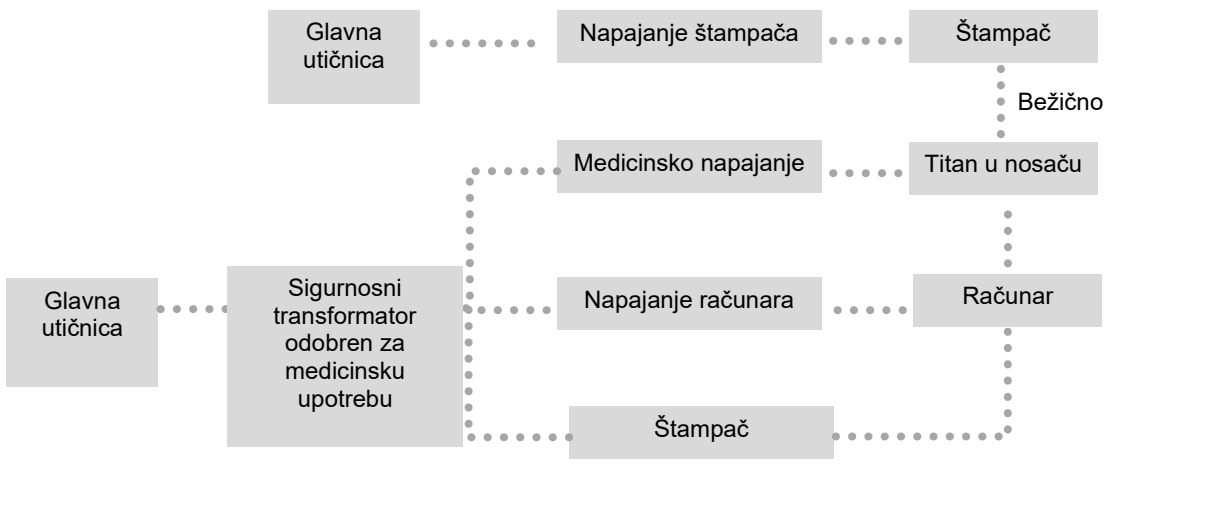 Glavna
utičnica
Napajanje štampača
Štampač
Bežično
Medicinsko napajanje
Titan u nosaču
Glavna
utičnica
Sigurnosni
transformator
odobren za
medicinsku
upotrebu
Napajanje računara
Računar
Štampač